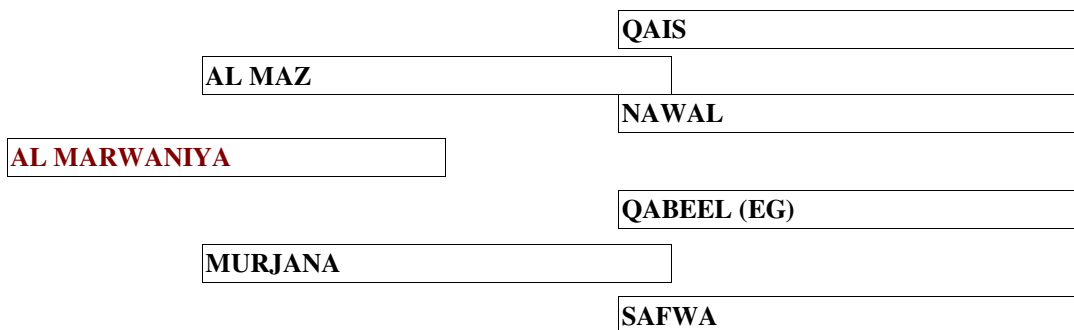 QAIS
AL MAZ
NAWAL
AL MARWANIYA
QABEEL (EG)
MURJANA
SAFWA